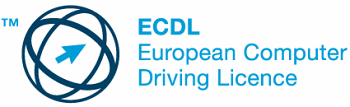 ™
ECDL
European Computer
Driving Licence